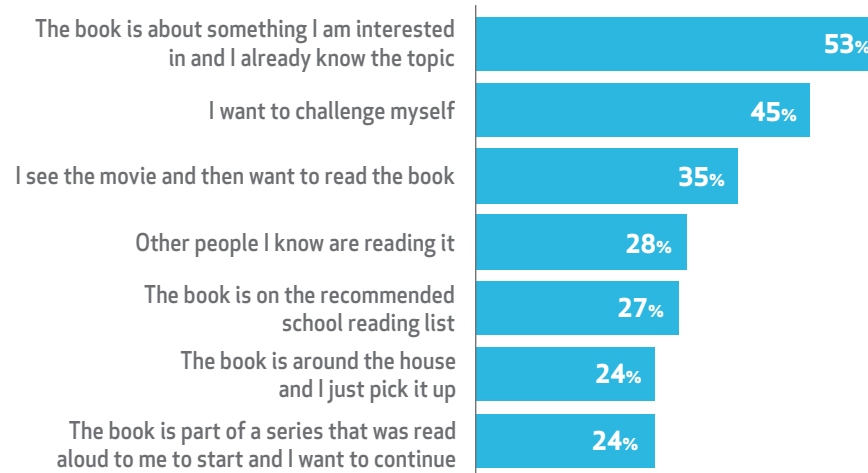 The book is about something I am interested
in and I already know the topic
53%
I want to challenge myself
45%
I see the movie and then want to read the book
35%
Other people I know are reading it
28%
The book is on the recommended
school reading list
27%
The book is around the house
and I just pick it up
24%
The book is part of a series that was read
aloud to me to start and I want to continue
24%